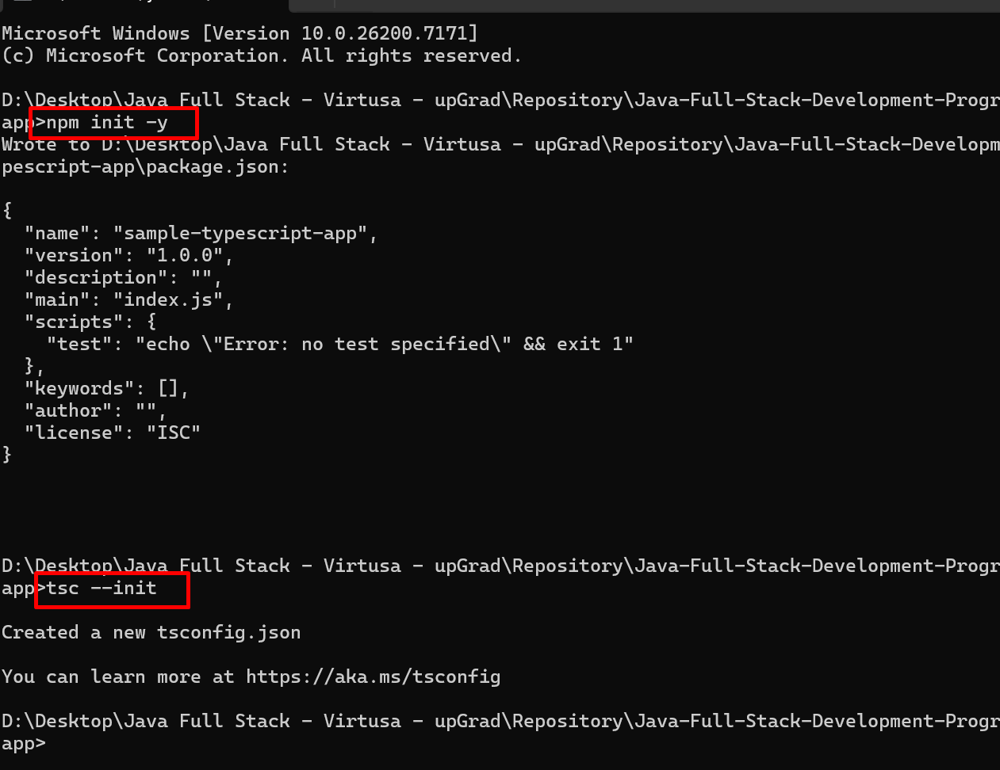 Microsoft Windows [Version 10.0.26200.7171]
(c) Microsoft Corporation. All rights reserved.
D:\Desktop\Java Full Stack - Virtusa - upGrad\Repository\Java-Full-Stack-Development-Progr
app>npm init -y
Wrote to D:\Desktop\Java Full Stack - Virtusa - upGrad\Repository\Java-Full-Stack-Developm
pescript-app\package.json:
{
  "name": "sample-typescript-app",
  "version": "1.0.0",
  "description": "",
  "main": "index.js",
  "scripts": {
    "test": "echo \"Error: no test specified\" && exit 1"
  },
  "keywords": [],
  "author": "",
  "license": "ISC"
}
D:\Desktop\Java Full Stack - Virtusa - upGrad\Repository\Java-Full-Stack-Development-Progr
app>tsc --init
Created a new tsconfig.json
You can learn more at https://aka.ms/tsconfig
D:\Desktop\Java Full Stack - Virtusa - upGrad\Repository\Java-Full-Stack-Development-Progr
app>